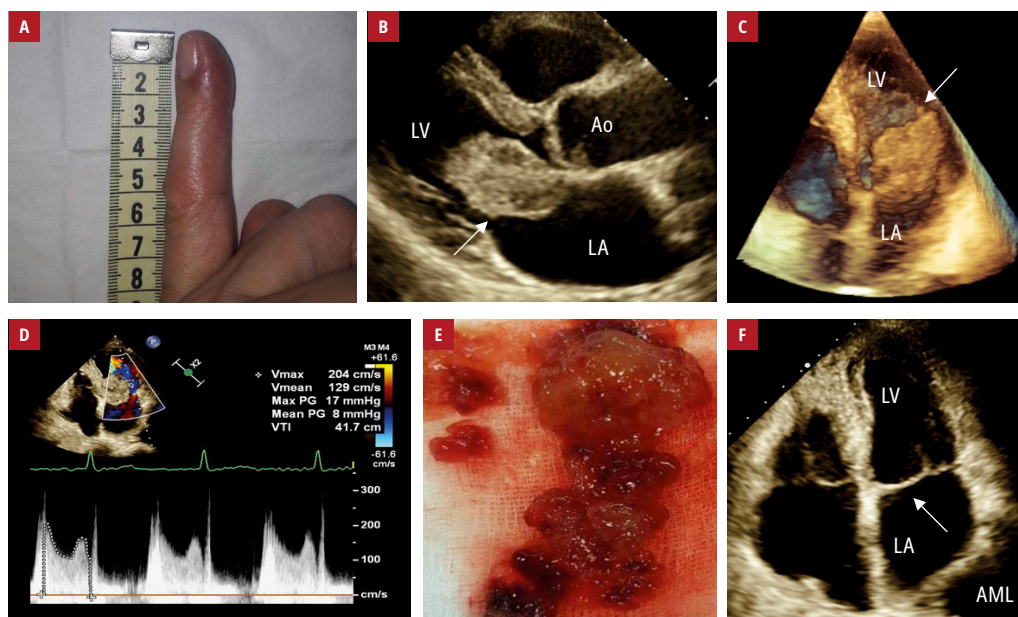 A
2
3
4
5
6
7
8
B
LV
Ao
LA
C
LV
LA
D
P
X2
M3 M4
+61.6
-61.6
cm/s
Vmax 204 cm/s
Vmean 129 cm/s
Max PG 17 mmHg
Mean PG 8 mmHg
VTI 41.7 cm
300
200
100
cm/s
E
F
LV
LA
AML